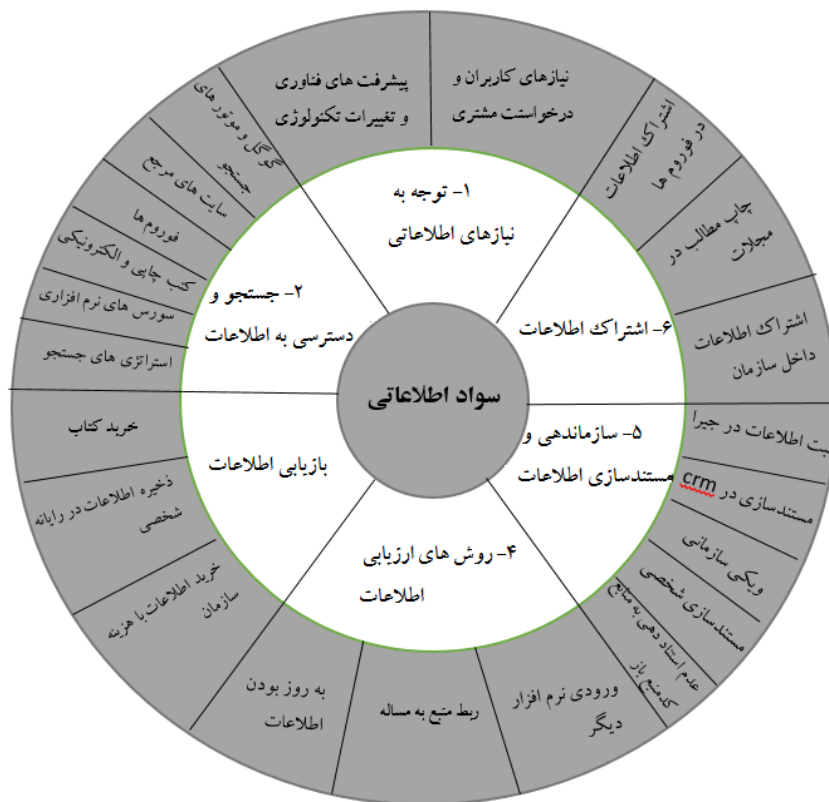 سواد اطلاعاتی
۱- توجه به
نیازهای اطلاعاتی
نیازهای کاربران و
درخواستت مشتری
پیشرفت های فناوری
و تغییرات تکنولوژی
۲- جستجو و
دسترسی به اطلاعات
گوگل و موتور های
جستجو
سایت های مرجع
فوروم ها
کتب چاپی و الکترونیکی
سورس های نرم افزاری
استراتژی های جستجو
بازیابی اطلاعات
خرید کتاب
ذخیره اطلاعات در رایانه
شخصی
خرید اطلاعات با هزینه
سازمان
۴- روش های ارزیابی
اطلاعات
به روز بودن
اطلاعات
ربط منبع به مساله
ورودی نرم افزار
دیگر
۵- سازماندهی و
مستندسازی اطلاعات
عدم استناد دهی به منابع
کدمنبع باز
مستندسازی شخصی
ویکی سازمانی
مستندسازی در crm
ثبت اطلاعات در جیرا
۶- اشتراک اطلاعات
اشتراک اطلاعات
داخل سازمان
چاپ مطالب در
مجلات
اشتراک اطلاعات
در فوروم ها